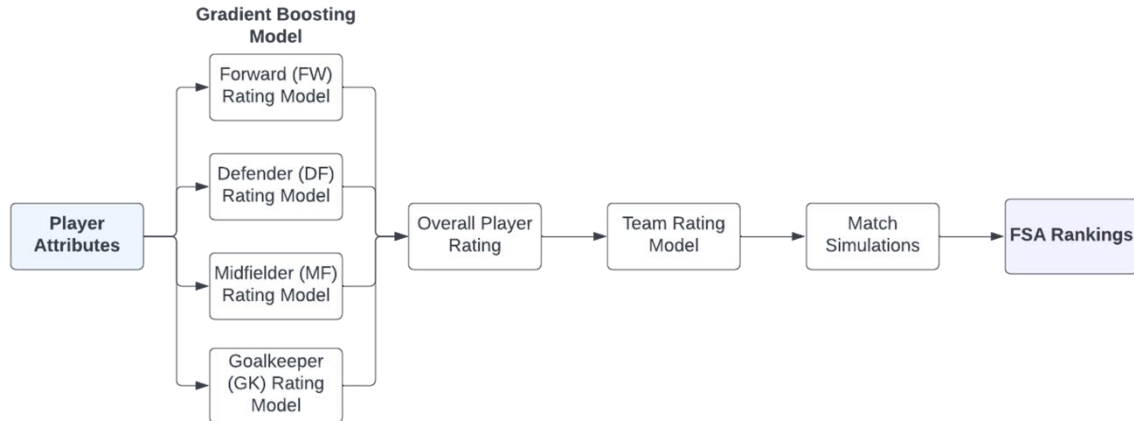 Gradient Boosting
Model
Forward (FW)
Rating Model
Defender (DF)
Rating Model
Player
Attributes
Midfielder (MF)
Rating Model
Goalkeeper
(GK) Rating
Model
Overall Player
Rating
Team Rating
Model
Match
Simulations
FSA Rankings